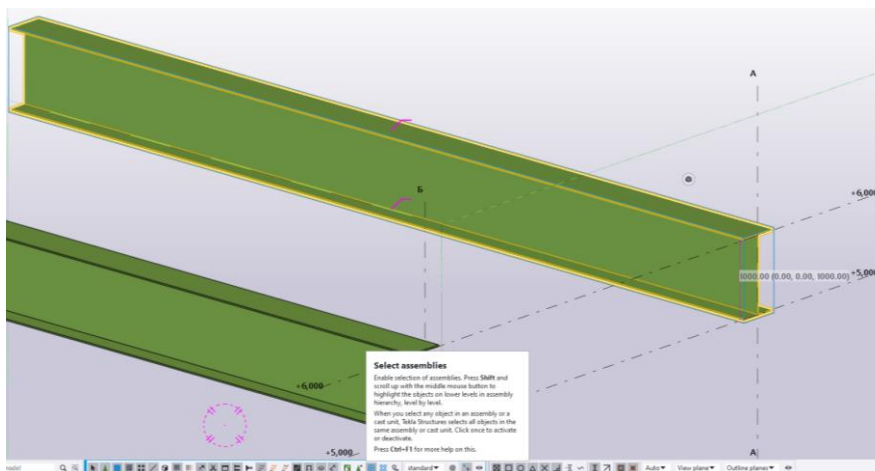 A
Б
+6,000
1000.00 (0.00, 0.00, 1000.00)
+5,000
Select assemblies
Enable selection of assemblies. Press Shift and
scroll up with the middle mouse button to
highlight the objects on lower levels in assembly
hierarchy, level by level.
When you select any object in an assembly or a
cast unit, Tekla Structures selects all objects in the
same assembly or cast unit. Click once to activate
or deactivate.
Press Ctrl+F1 for more help on this.
+6,000
+5,000
A
standard
Auto
View plane
Outline planes